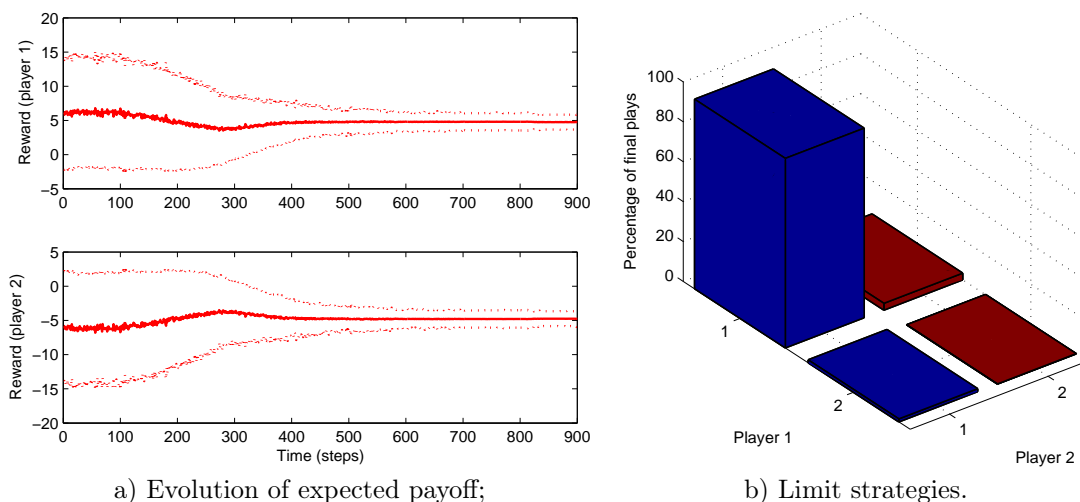 20
15
10
5
0
−5
Reward (player 1)
0 100 200 300 400 500 600 700 800 900
5
0
−5
−10
−15
−20
Reward (player 2)
0 100 200 300 400 500 600 700 800 900
Time (steps)
a) Evolution of expected payoff;
100
80
60
40
20
0
Percentage of final plays
1
2
Player 1
1
2
Player 2
b) Limit strategies.